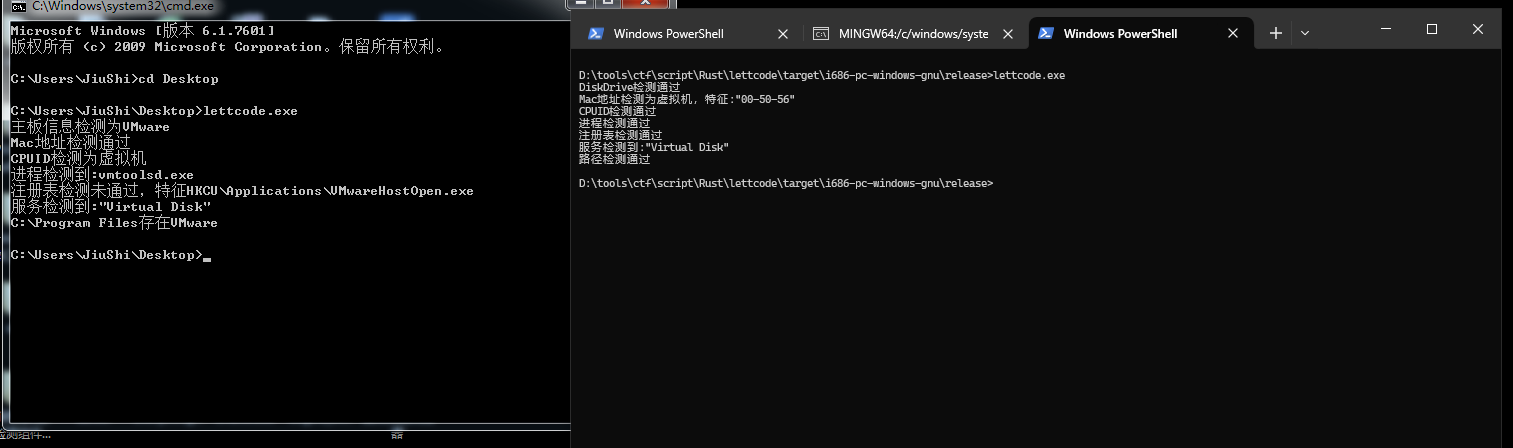 C:\Windows\system32\cmd.exe
Microsoft Windows [版本 6.1.7601]
版权所有 (c) 2009 Microsoft Corporation。保留所有权利。
C:\Users\JiuShi>cd Desktop
C:\Users\JiuShi\Desktop>lettcode.exe
主板信息检测为VMware
Mac地址检测通过
CPUID检测为虚拟机
进程检测到:vmtoolsd.exe
注册表检测未通过, 特征HKCU\Applications\VMwareHostOpen.exe
服务检测到:"Virtual Disk"
C:\Program Files存在VMware
C:\Users\JiuShi\Desktop>
检测组件...
器
Windows PowerShell
MINGW64:/c/windows/syste
Windows PowerShell
D:\tools\ctf\script\Rust\lettcode\target\i686-pc-windows-gnu\release>lettcode.exe
DiskDrive检测通过
Mac地址检测为虚拟机, 特征:"00-50-56"
CPUID检测通过
进程检测通过
注册表检测通过
服务检测到:"Virtual Disk"
路径检测通过
D:\tools\ctf\script\Rust\lettcode\target\i686-pc-windows-gnu\release>